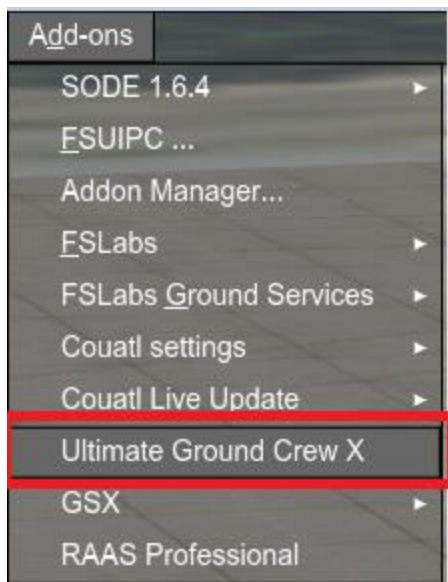 Add-ons
SODE 1.6.4
FSUIPC ...
Addon Manager...
FSLabs
FSLabs Ground Services
Couatl settings
Couatl Live Update
Ultimate Ground Crew X
GSX
RAAS Professional